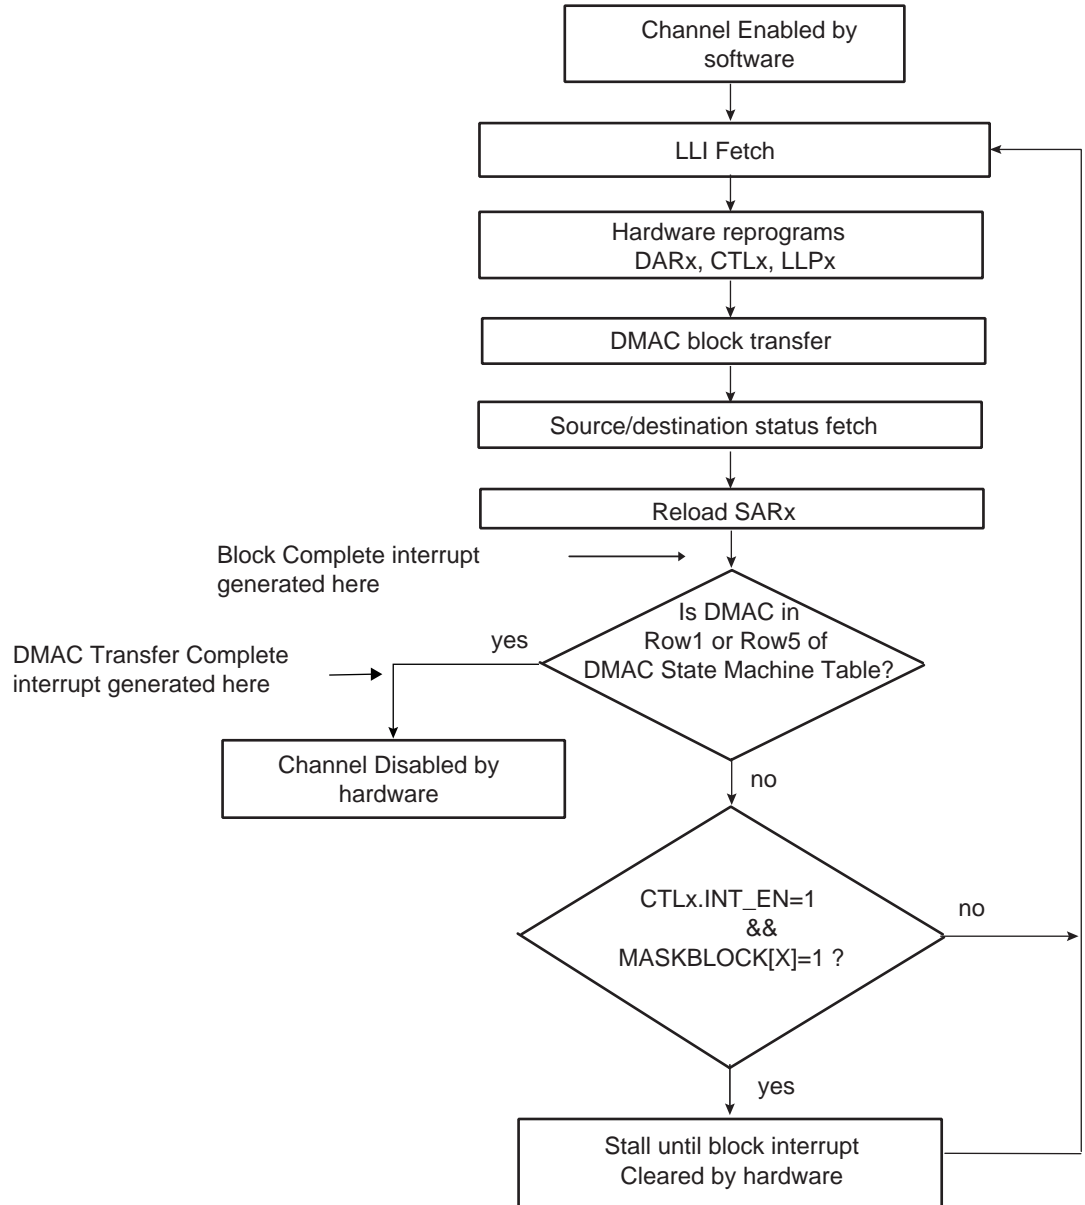 Channel Enabled by
software
LLI Fetch
Hardware reprograms
DARx, CTLx, LLPx
DMAC block transfer
Source/destination status fetch
Reload SARx
Block Complete interrupt
generated here
Is DMAC in
Row1 or Row5 of
DMAC State Machine Table?
yes
DMAC Transfer Complete
interrupt generated here
Channel Disabled by
hardware
no
CTLx.INT_EN=1
&&
MASKBLOCK[X]=1 ?
no
yes
Stall until block interrupt
Cleared by hardware